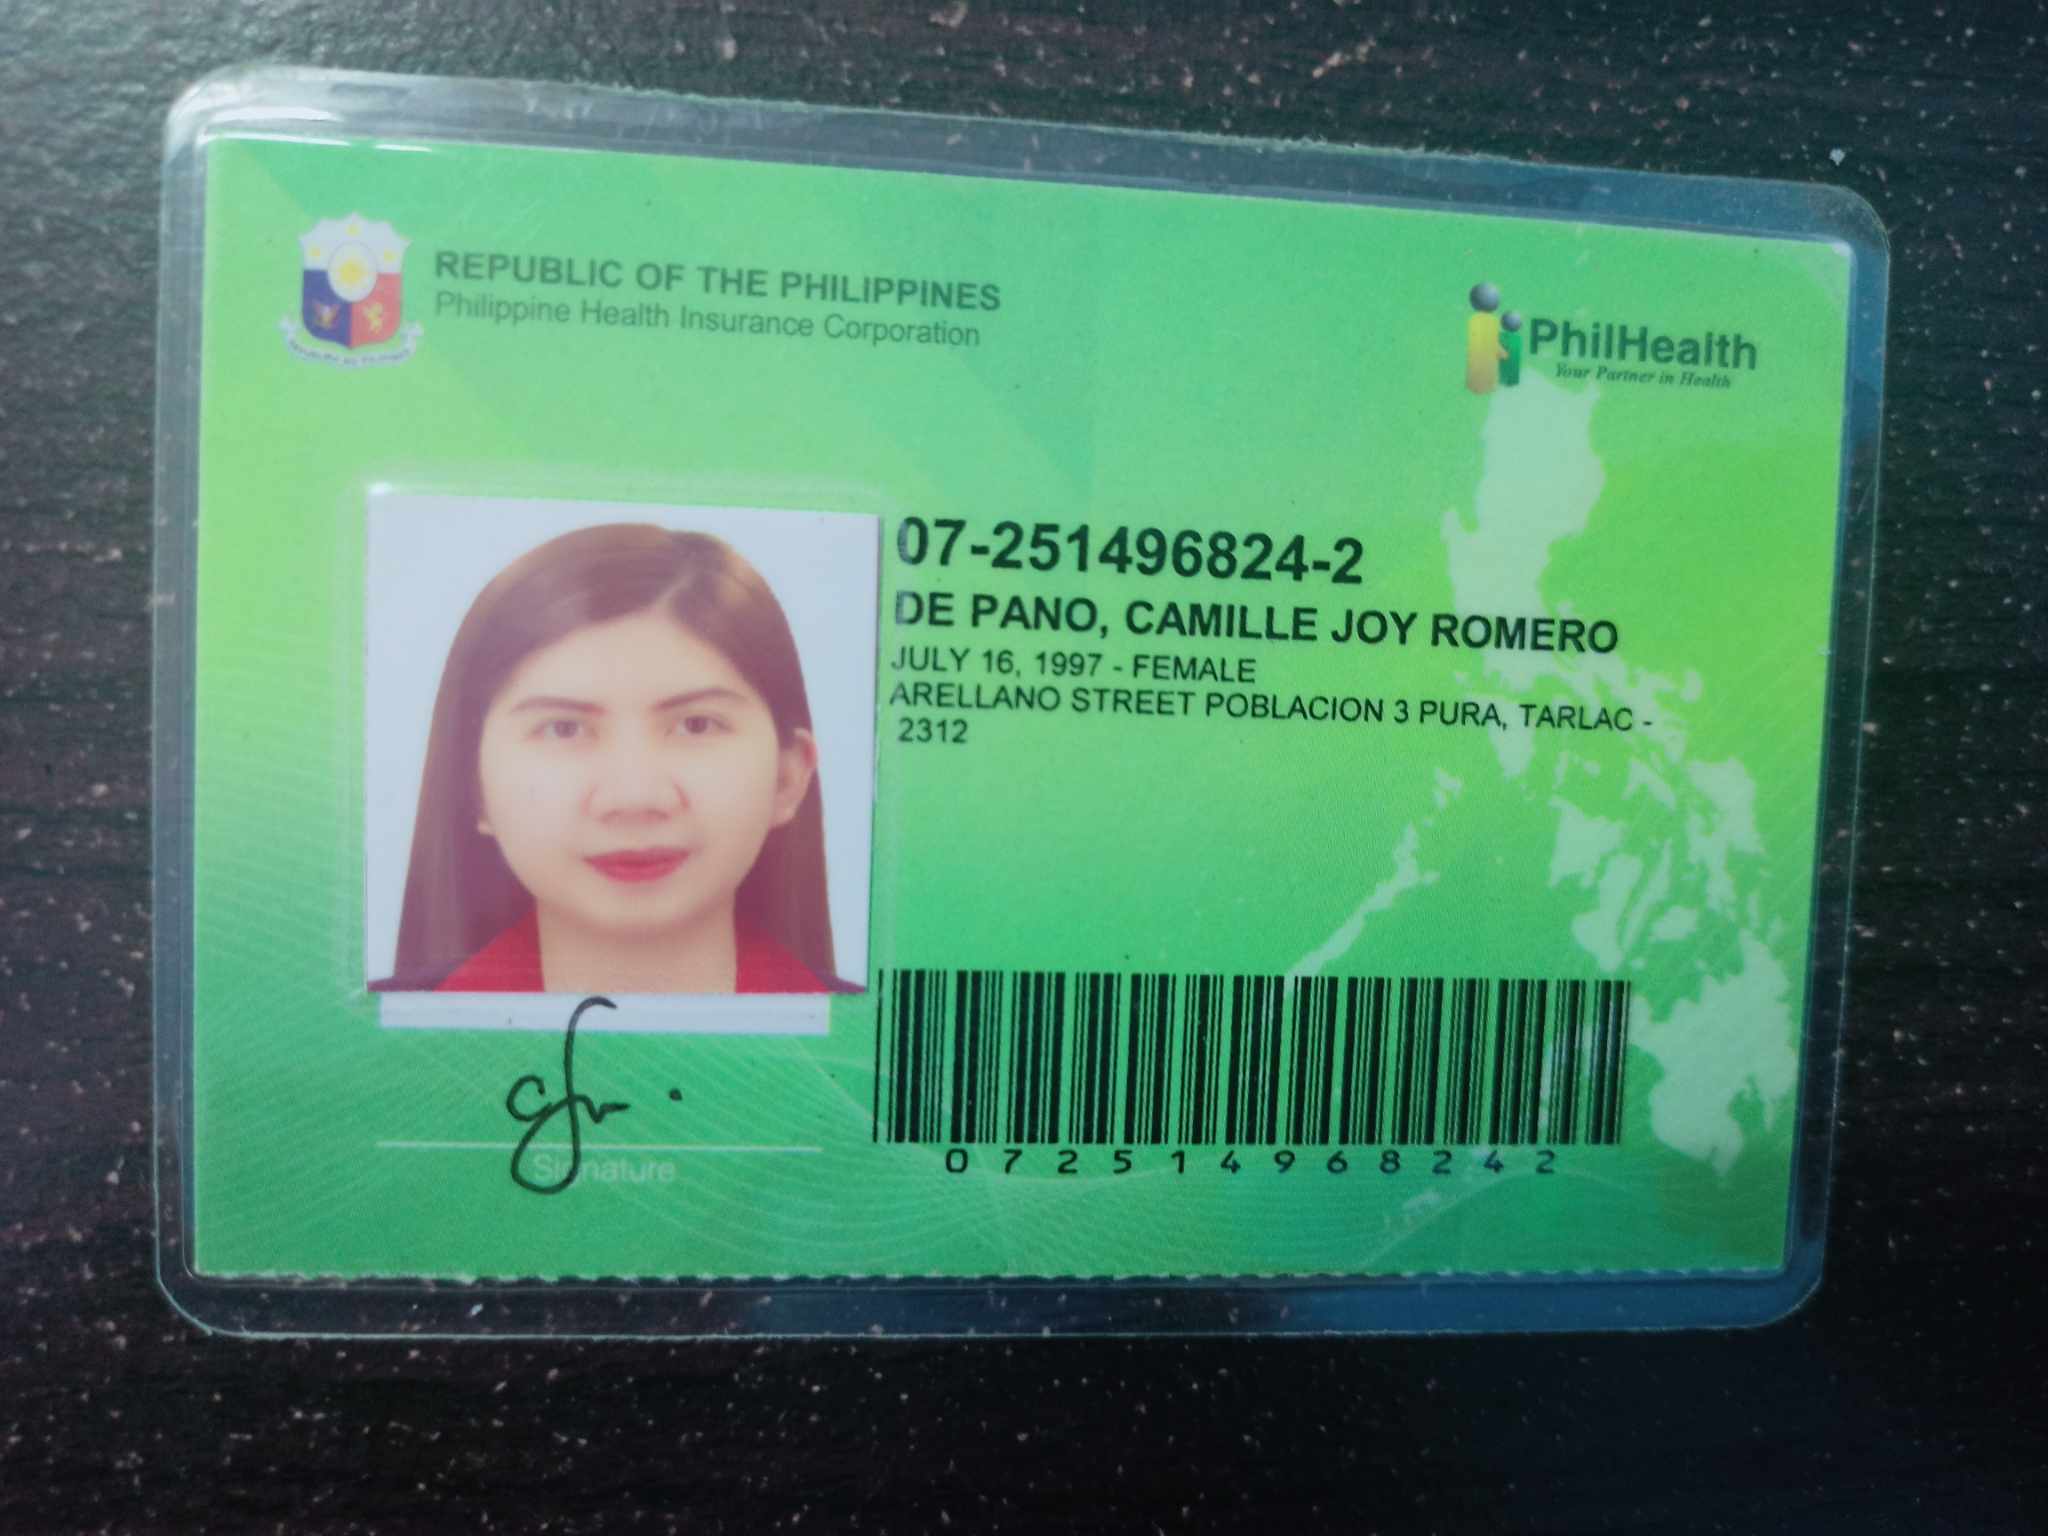 REPUBLIC OF THE PHILIPPINES
Philippine Health Insurance Corporation
PhilHealth
Your Partner in Health
07-251496824-2
DE PANO, CAMILLE JOY ROMERO
JULY 16, 1997 - FEMALE
ARELLANO STREET POBLACION 3 PURA, TARLAC -
2312
Signature
072514968242